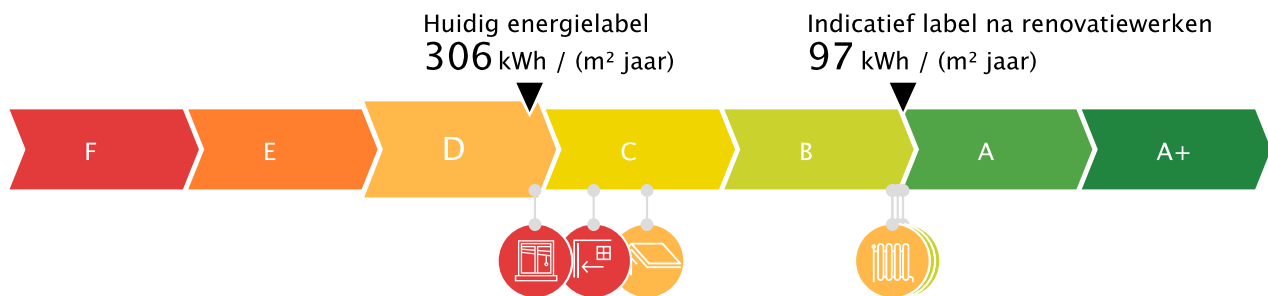 Huidig energielabel
306 kWh / (m² jaar)
Indicatief label na renovatiewerken
97 kWh / (m² jaar)
F
E
D
C
B
A
A+